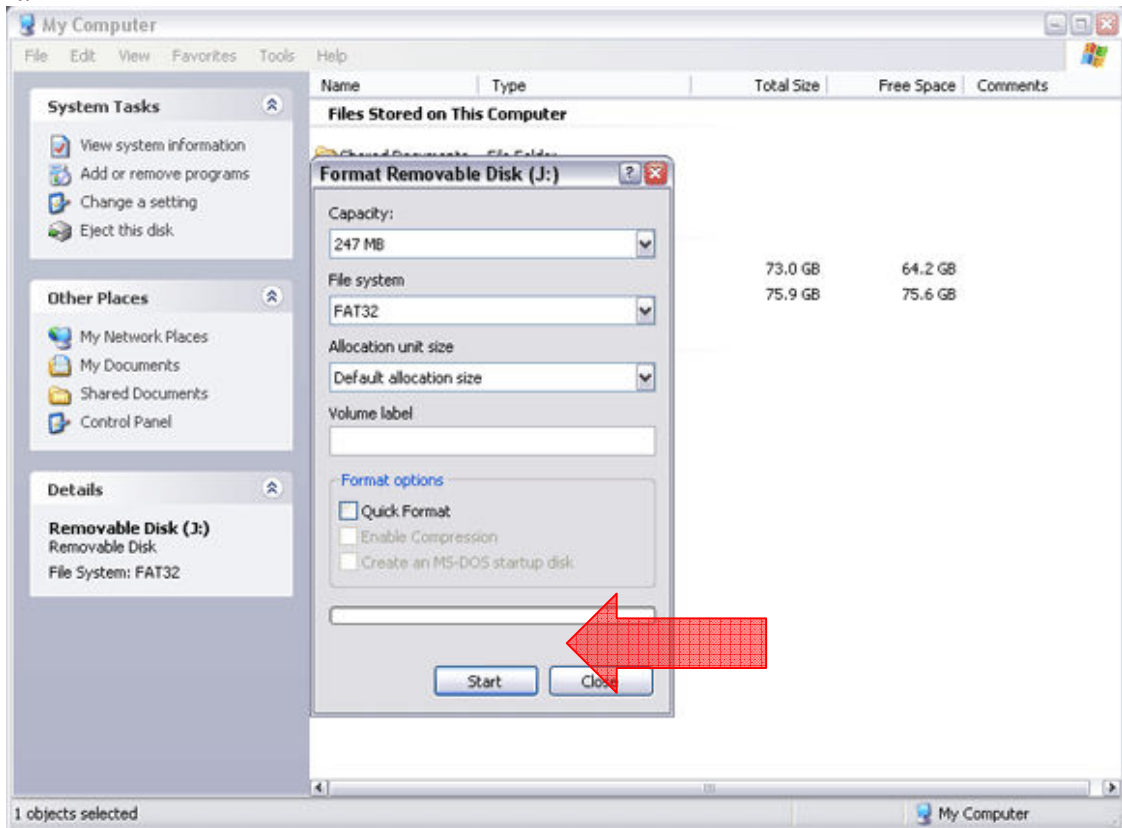 My Computer
File Edit View Favorites Tools Help
Name Type Total Size Free Space Comments
System Tasks
View system information
Add or remove programs
Change a setting
Eject this disk
Other Places
My Network Places
My Documents
Shared Documents
Control Panel
Details
Removable Disk (J:)
Removable Disk
File System: FAT32
Files Stored on This Computer
Shared Documents File Folder
73.0 GB 64.2 GB
75.9 GB 75.6 GB
Format Removable Disk (J:)
Capacity:
247 MB
File system
FAT32
Allocation unit size
Default allocation size
Volume label
Format options
Quick Format
Enable Compression
Create an MS-DOS startup disk
Start Close
1 objects selected My Computer